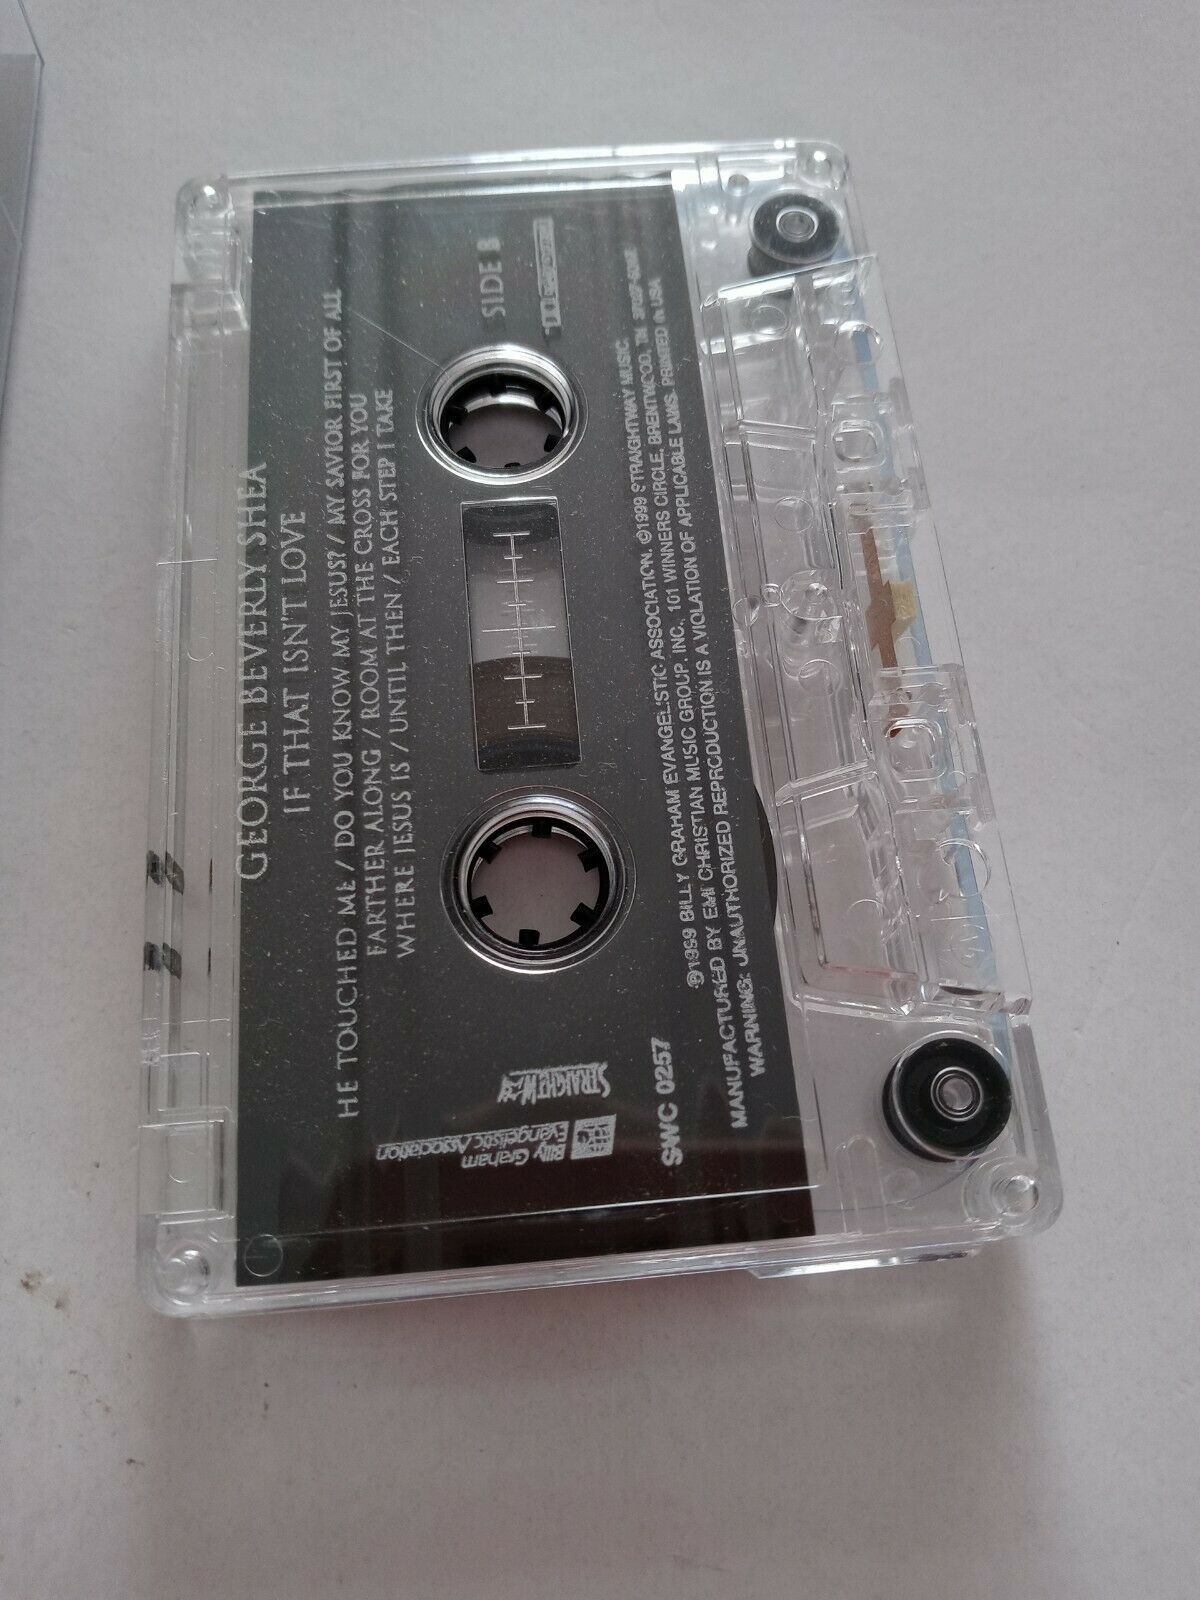 GEORGE BEVERLY SHEA
IF THAT ISN'T LOVE
HE TOUCHED ME / DO YOU KNOW MY JESUS? / MY SAVIOR FIRST OF ALL
FARTHER ALONG / ROOM AT THE CROSS FOR YOU
WHERE JESUS IS / UNTIL THEN / EACH STEP I TAKE
SIDE B
Billy Graham
Evangelistic Association
STRAIGHTWAY
SWC 0257
℗1999 BILLY GRAHAM EVANGELISTIC ASSOCIATION. ©1999 STRAIGHTWAY MUSIC.
MANUFACTURED BY EMI CHRISTIAN MUSIC GROUP, INC., 101 WINNERS CIRCLE, BRENTWOOD, TN
WARNING: UNAUTHORIZED REPRODUCTION IS A VIOLATION OF APPLICABLE LAWS. PRINTED IN USA